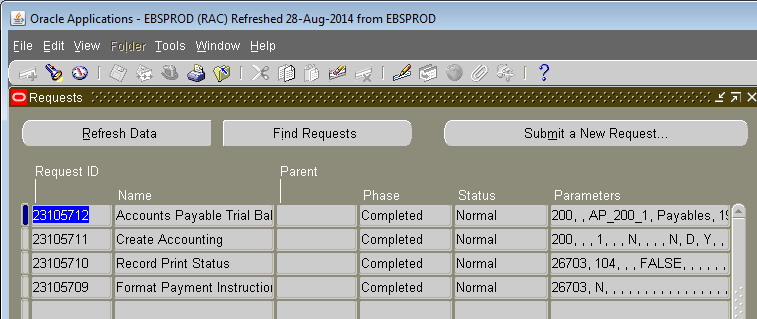 Oracle Applications - EBSPROD (RAC) Refreshed 28-Aug-2014 from EBSPROD
File Edit View Folder Tools Window Help
Requests
Refresh Data Find Requests Submit a New Request...
Request ID Parent
Name Phase Status Parameters
23105712 Accounts Payable Trial Bal Completed Normal 200, , AP_200_1, Payables, 19
23105711 Create Accounting Completed Normal 200, , , 1, , , N, , , , N, D, Y, , ,
23105710 Record Print Status Completed Normal 26703, 104, , , FALSE, , , , , ,
23105709 Format Payment Instruction Completed Normal 26703, N, , , , , , , , , , , , , ,